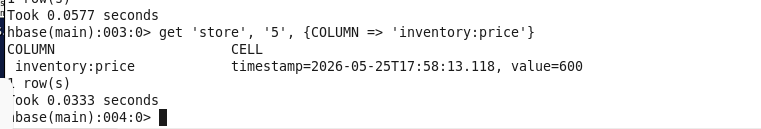 row(s)
Took 0.0577 seconds
hbase(main):003:0> get 'store', '5', {COLUMN => 'inventory:price'}
COLUMN CELL
inventory:price timestamp=2026-05-25T17:58:13.118, value=600
1 row(s)
Took 0.0333 seconds
hbase(main):004:0>